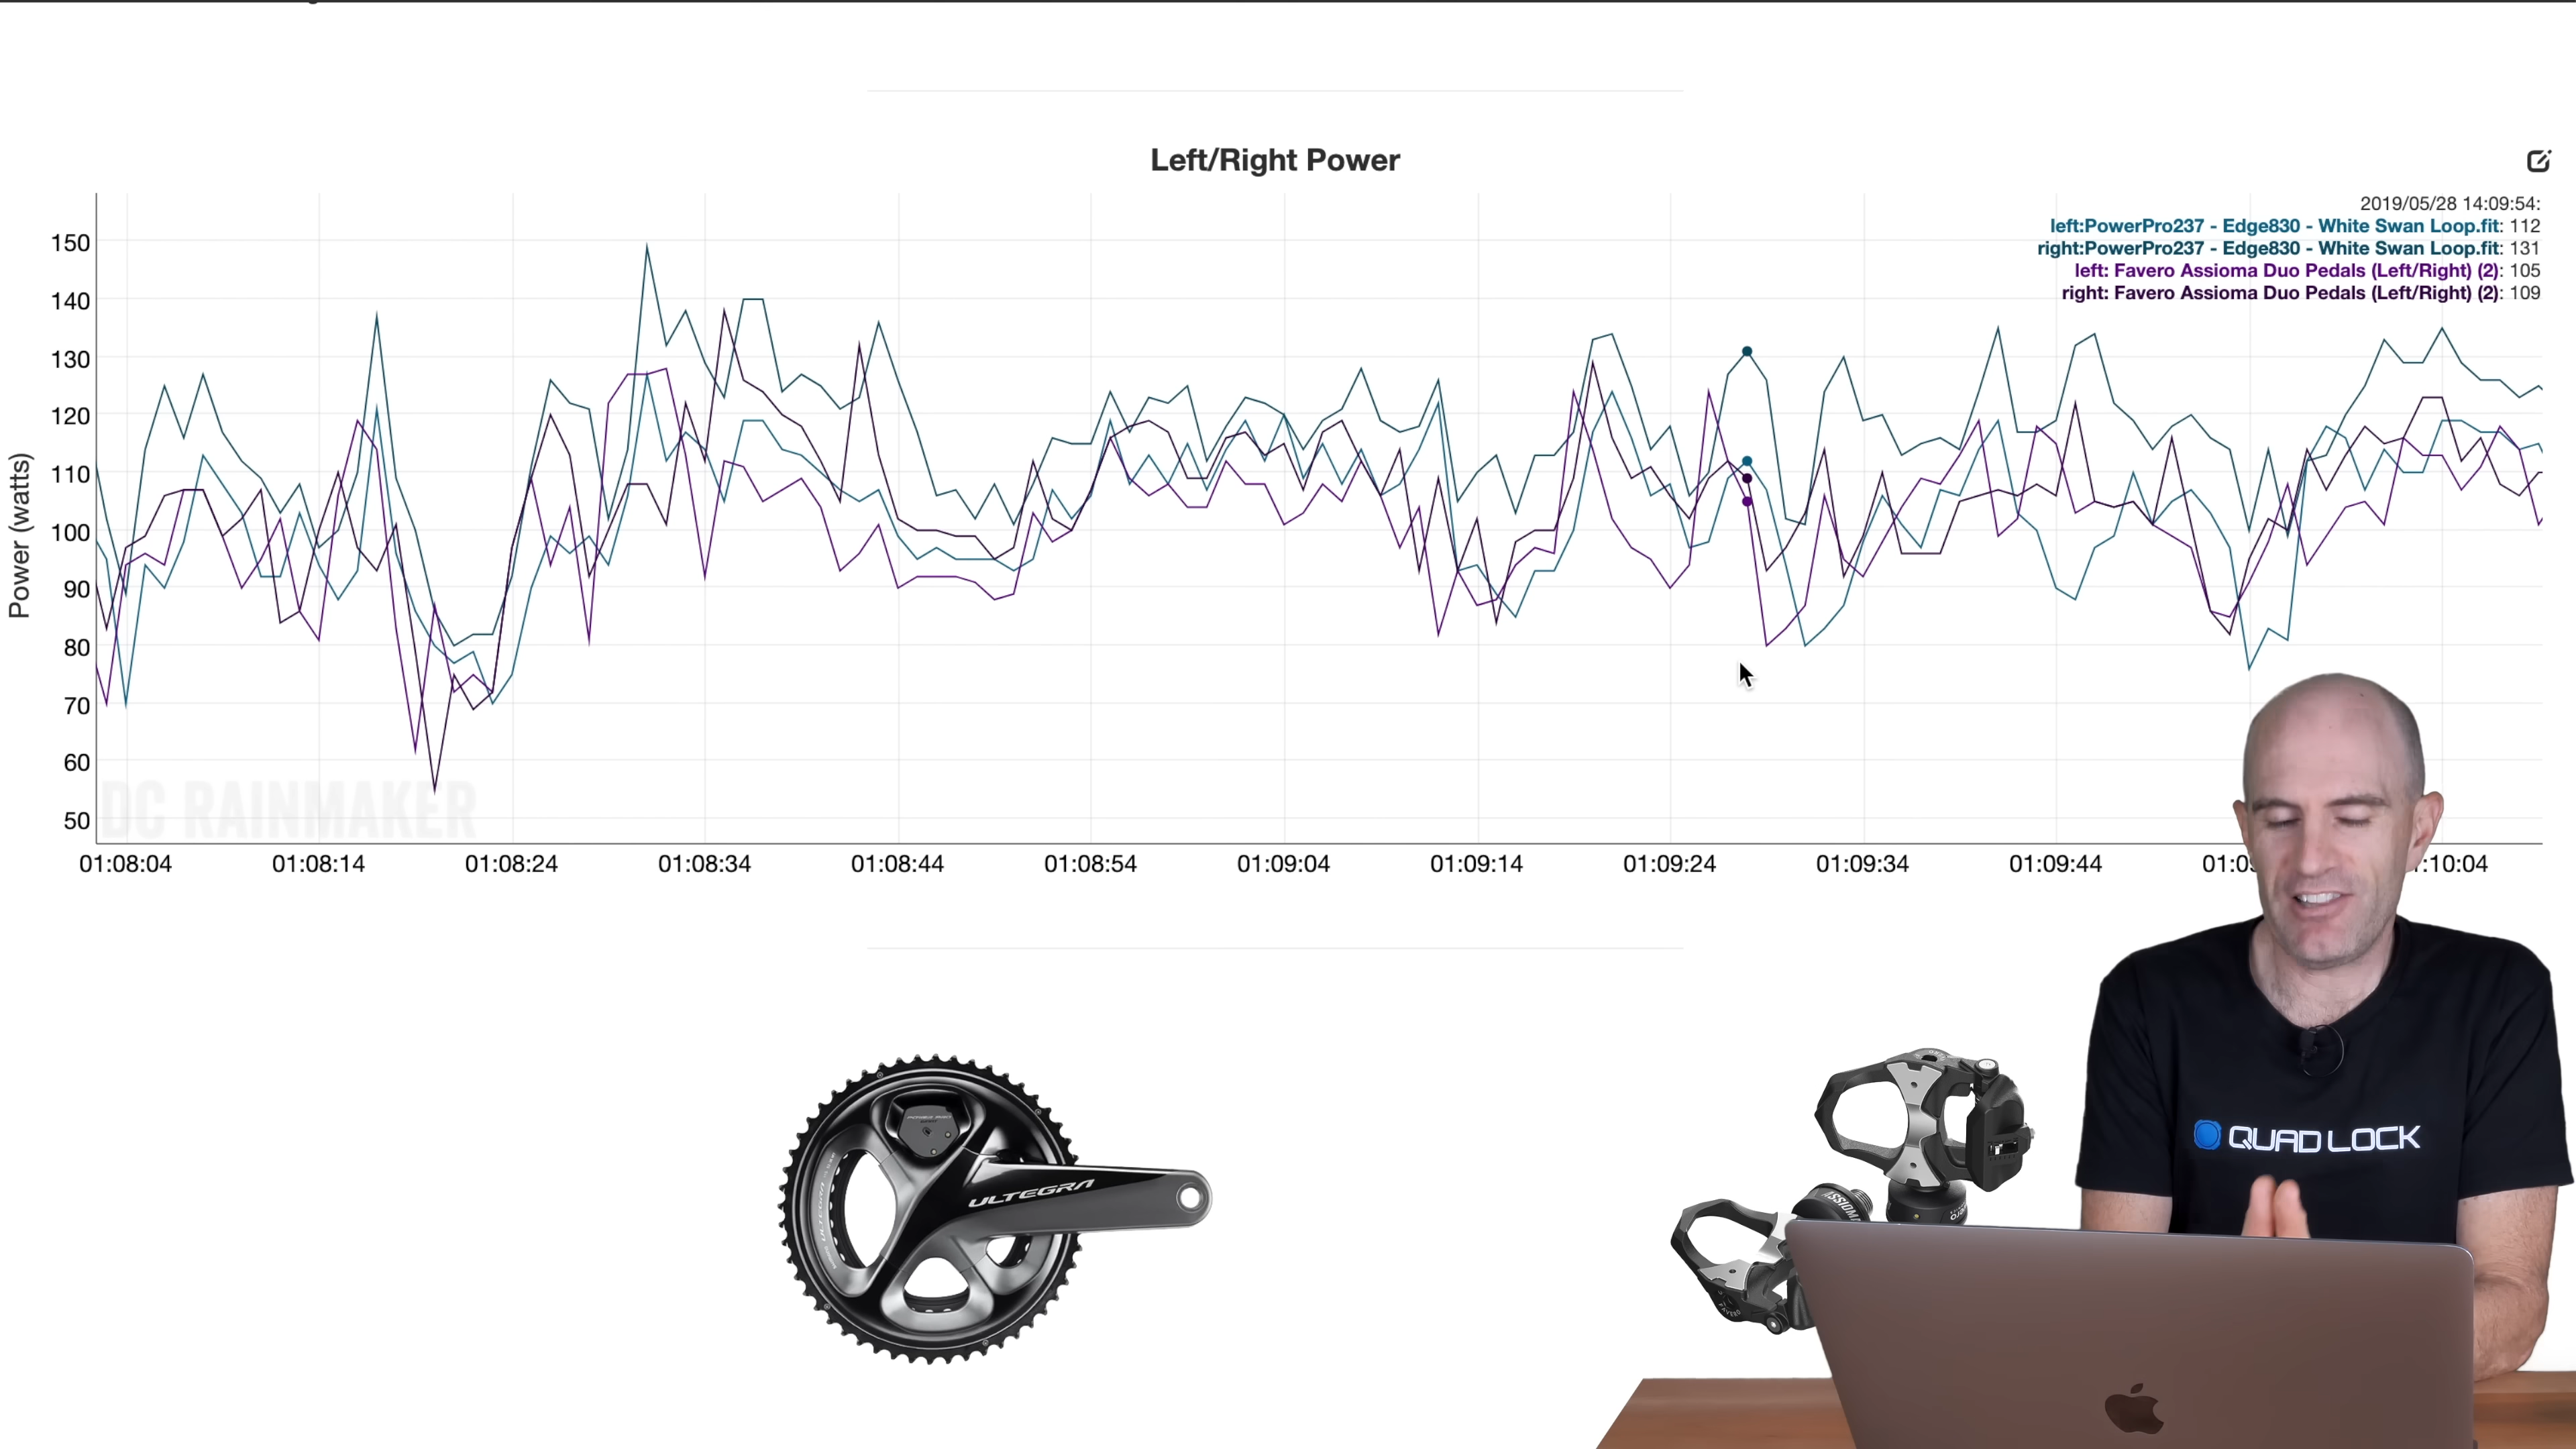 Left/Right Power
2019/05/28 14:09:54:
left:PowerPro237 - Edge830 - White Swan Loop.fit: 112
right:PowerPro237 - Edge830 - White Swan Loop.fit: 131
left: Favero Assioma Duo Pedals (Left/Right) (2): 105
right: Favero Assioma Duo Pedals (Left/Right) (2): 109
Power (watts)
150
140
130
120
110
100
90
80
70
60
50
DC RAINMAKER
01:08:04 01:08:14 01:08:24 01:08:34 01:08:44 01:08:54 01:09:04 01:09:14 01:09:24 01:09:34 01:09:44 01:09 :10:04
ULTEGRA
QUAD LOCK